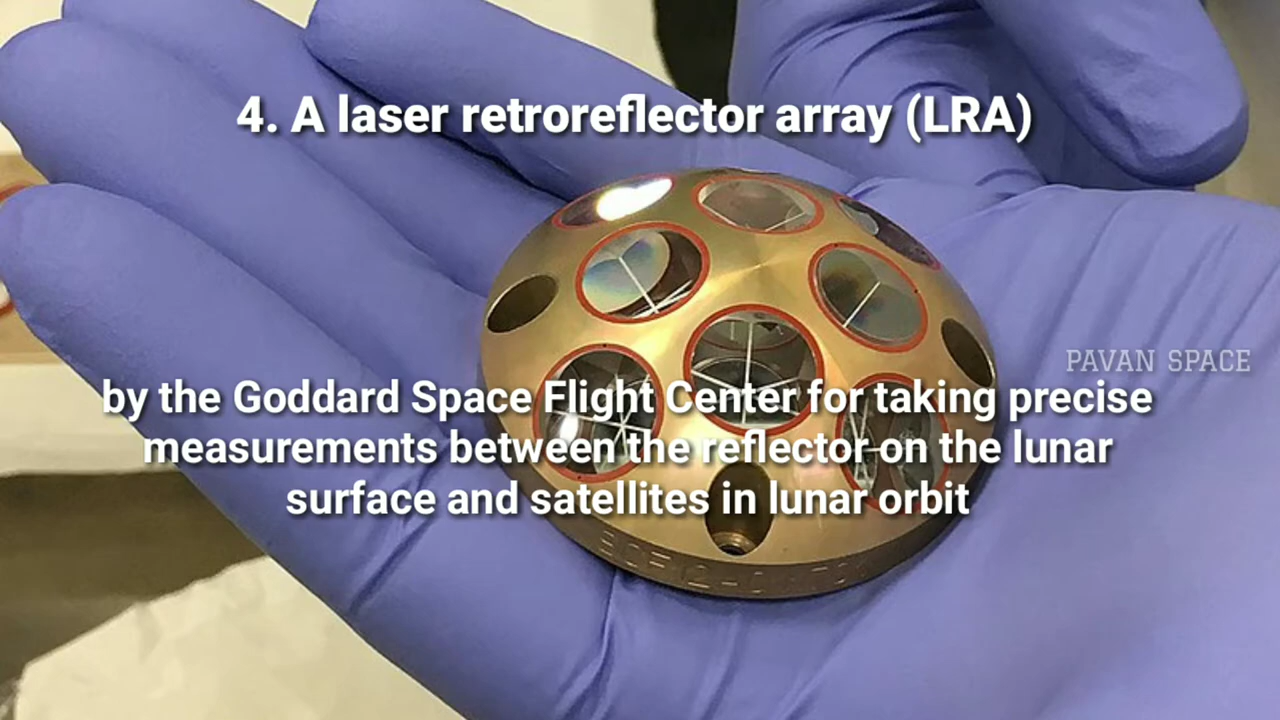 4. A laser retroreflector array (LRA)
PAVAN SPACE
by the Goddard Space Flight Center for taking precise
measurements between the reflector on the lunar
surface and satellites in lunar orbit